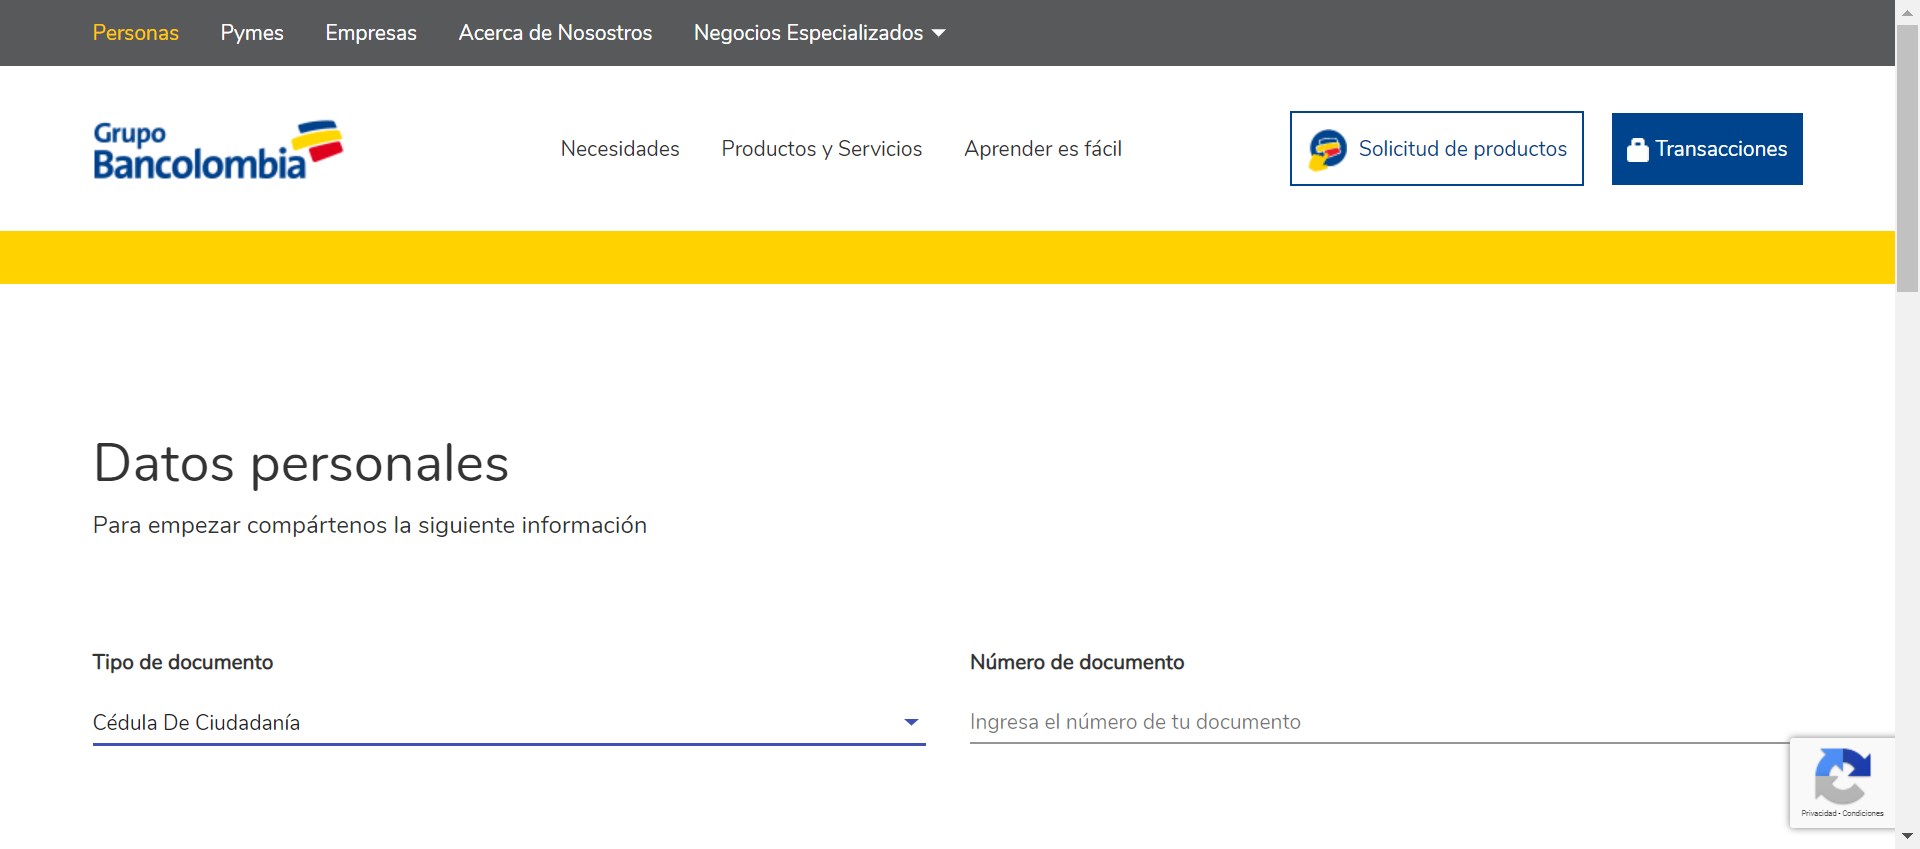 Personas Pymes Empresas Acerca de Nosostros Negocios Especializados
Grupo
Bancolombia
Necesidades Productos y Servicios Aprender es fácil
Solicitud de productos
Transacciones
Datos personales
Para empezar compártenos la siguiente información
Tipo de documento
Cédula De Ciudadanía
Número de documento
Ingresa el número de tu documento
Privacidad - Condiciones